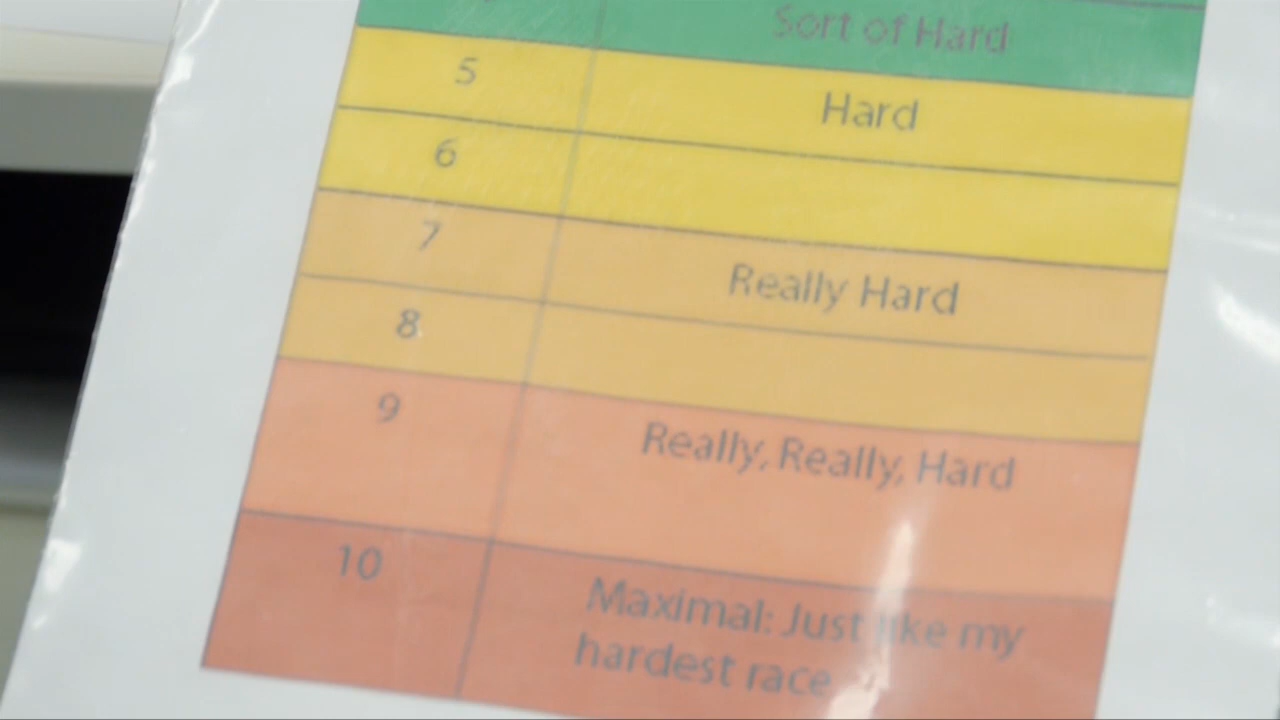 Sort of Hard
5 Hard
6
7 Really Hard
8
9 Really, Really, Hard
10 Maximal: Just like my
hardest race